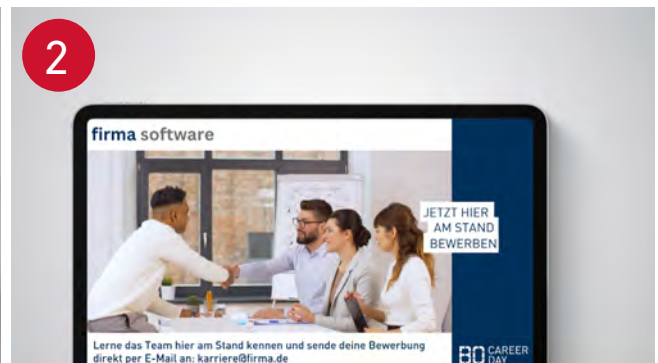 2
firma software
JETZT HIER
AM STAND
BEWERBEN
Lerne das Team hier am Stand kennen und sende deine Bewerbung
direkt per E-Mail an: karriere@firma.de
BO CAREER
DAY